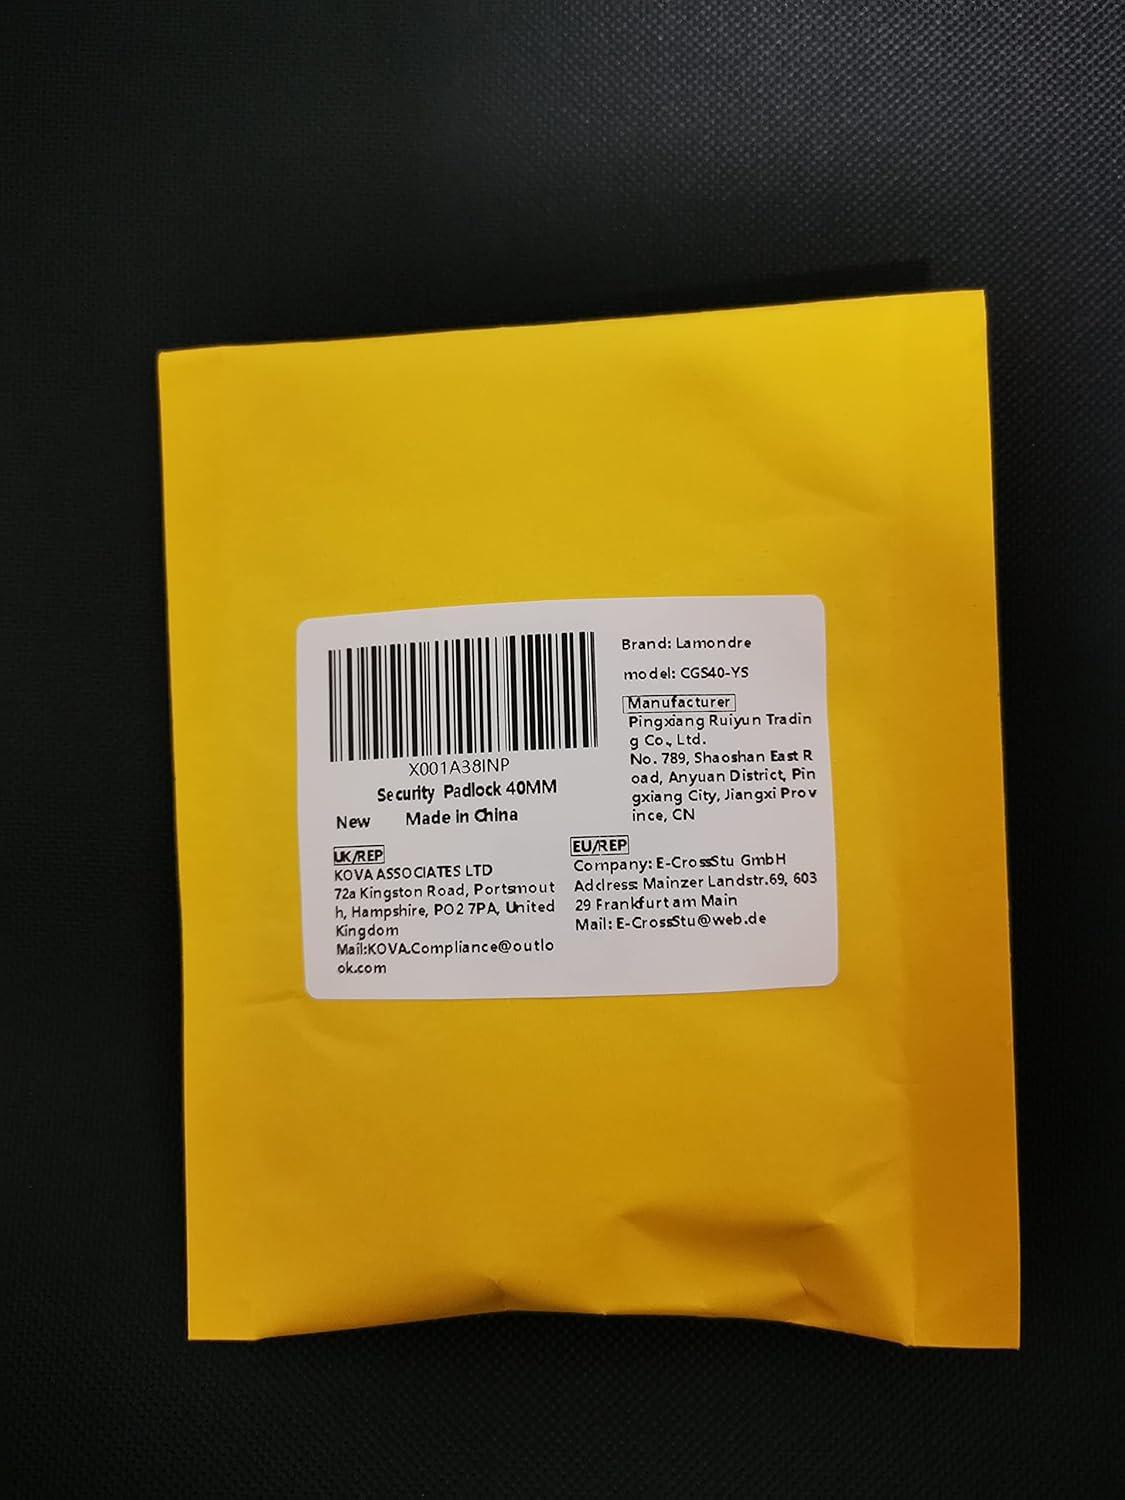 X001A38INP
Security Padlock 40MM
New Made in China
Brand: Lamondre
model: CGS40-YS
Manufacturer
Pingxiang Ruiyun Tradin
g Co., Ltd.
No. 789, Shaoshan East R
oad, Anyuan District, Pin
gxiang City, Jiangxi Prov
ince, CN
UK/REP
KOVA ASSOCIATES LTD
72a Kingston Road, Portsmout
h, Hampshire, PO2 7PA, United
Kingdom
Mail:KOVA.Compliance@outlo
ok.com
EU/REP
Company: E-CrossStu GmbH
Address: Mainzer Landstr.69, 603
29 Frankfurt am Main
Mail: E-CrossStu@web.de